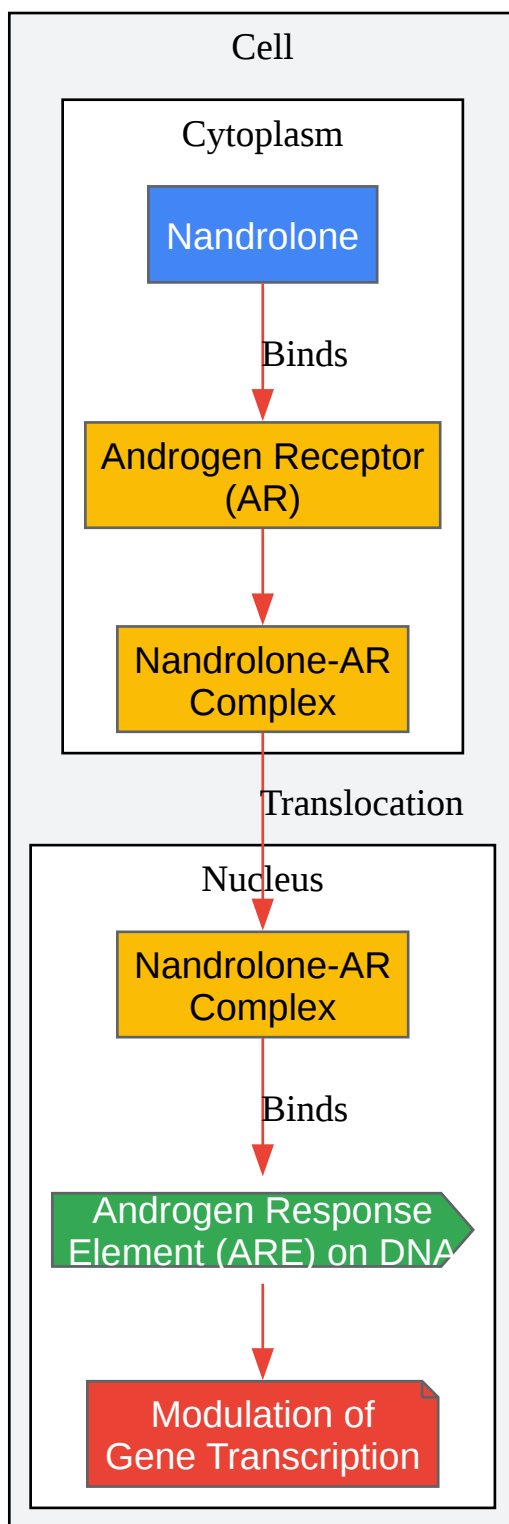 Cell
Cytoplasm
Nandrolone
Binds
Androgen Receptor
(AR)
Nandrolone-AR
Complex
Translocation
Nucleus
Nandrolone-AR
Complex
Binds
Androgen Response
Element (ARE) on DNA
Modulation of
Gene Transcription